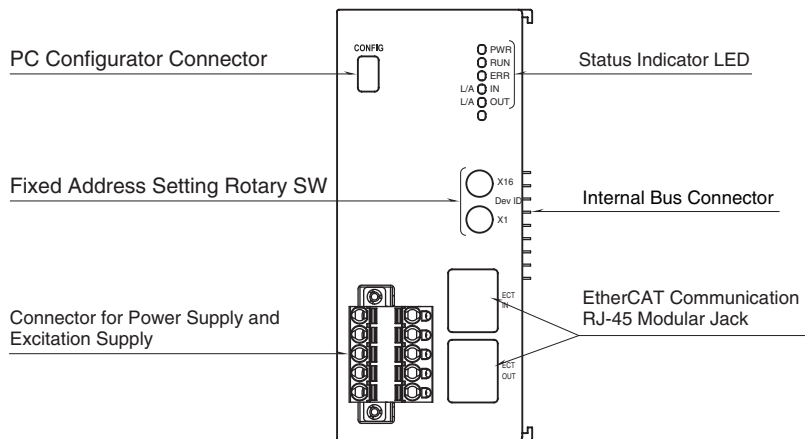 CONFIG
PWR
RUN
ERR
L/A IN
L/A OUT
PC Configurator Connector
Status Indicator LED
Fixed Address Setting Rotary SW
X16
Dev ID
X1
Internal Bus Connector
ECT
IN
EtherCAT Communication
RJ-45 Modular Jack
Connector for Power Supply and
Excitation Supply
ECT
OUT